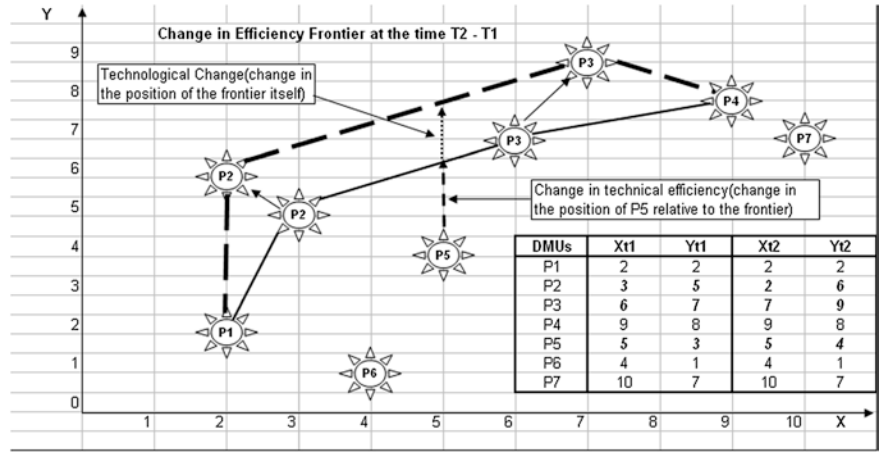 Y
Change in Efficiency Frontier at the time T2 - T1
9
P3
Technological Change(change in
the position of the frontier itself)
8
P4
7
P3
P7
6
P2
Change in technical efficiency(change in
the position of P5 relative to the frontier)
5
P2
4
P5
DMUs Xt1 Yt1 Xt2 Yt2
P1 2 2 2 2
P2 3 5 2 6
P3 6 7 7 9
P4 9 8 9 8
P5 5 3 5 4
P6 4 1 4 1
P7 10 7 10 7
3
2
P1
1
P6
0
1 2 3 4 5 6 7 8 9 10 X